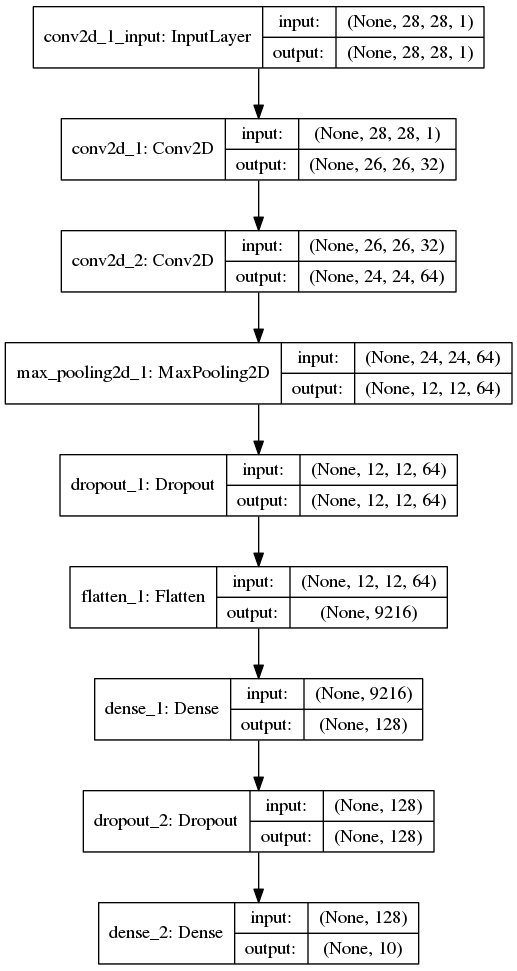 conv2d_1_input: InputLayer
input: (None, 28, 28, 1)
output: (None, 28, 28, 1)
conv2d_1: Conv2D
input: (None, 28, 28, 1)
output: (None, 26, 26, 32)
conv2d_2: Conv2D
input: (None, 26, 26, 32)
output: (None, 24, 24, 64)
max_pooling2d_1: MaxPooling2D
input: (None, 24, 24, 64)
output: (None, 12, 12, 64)
dropout_1: Dropout
input: (None, 12, 12, 64)
output: (None, 12, 12, 64)
flatten_1: Flatten
input: (None, 12, 12, 64)
output: (None, 9216)
dense_1: Dense
input: (None, 9216)
output: (None, 128)
dropout_2: Dropout
input: (None, 128)
output: (None, 128)
dense_2: Dense
input: (None, 128)
output: (None, 10)